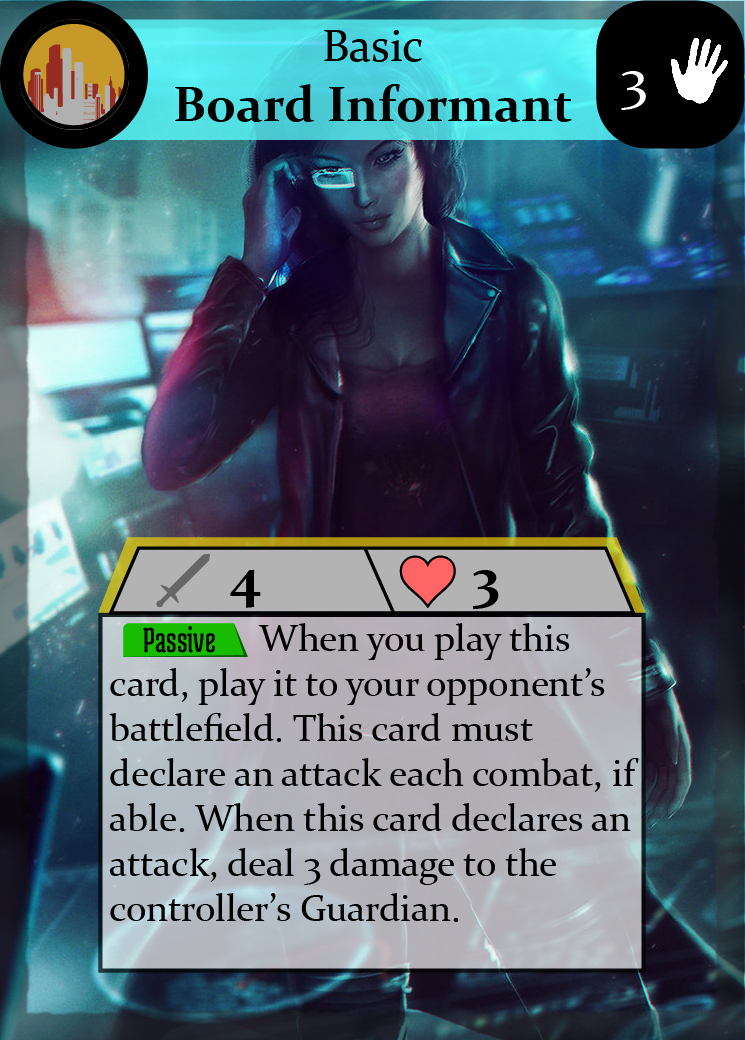 Basic
Board Informant
3
4
3
Passive When you play this
card, play it to your opponent’s
battlefield. This card must
declare an attack each combat, if
able. When this card declares an
attack, deal 3 damage to the
controller’s Guardian.